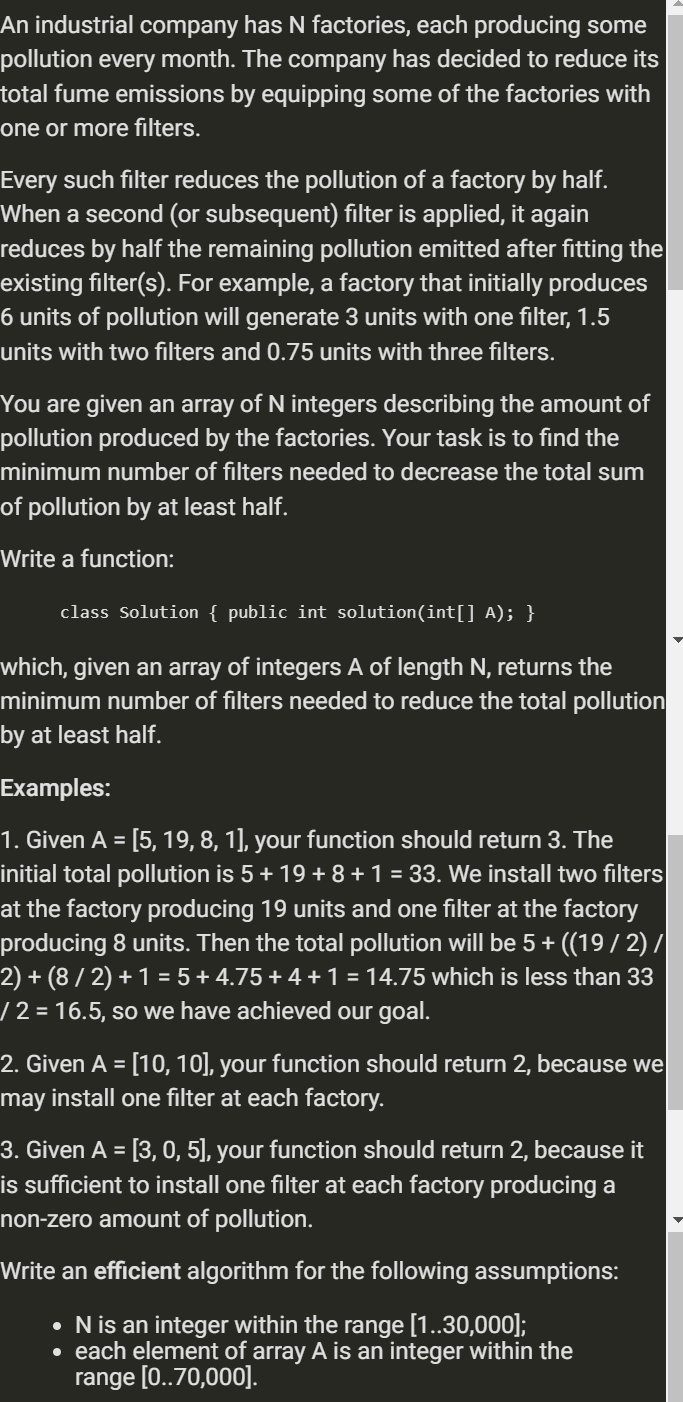 An industrial company has N factories, each producing some
pollution every month. The company has decided to reduce its
total fume emissions by equipping some of the factories with
one or more filters.
Every such filter reduces the pollution of a factory by half.
When a second (or subsequent) filter is applied, it again
reduces by half the remaining pollution emitted after fitting the
existing filter(s). For example, a factory that initially produces
6 units of pollution will generate 3 units with one filter, 1.5
units with two filters and 0.75 units with three filters.
You are given an array of N integers describing the amount of
pollution produced by the factories. Your task is to find the
minimum number of filters needed to decrease the total sum
of pollution by at least half.
Write a function:
class Solution { public int solution(int[] A); }
which, given an array of integers A of length N, returns the
minimum number of filters needed to reduce the total pollution
by at least half.
Examples:
1. Given A = [5, 19, 8, 1], your function should return 3. The
initial total pollution is 5 + 19 + 8 + 1 = 33. We install two filters
at the factory producing 19 units and one filter at the factory
producing 8 units. Then the total pollution will be 5 + ((19 / 2) /
2) + (8 / 2) + 1 = 5 + 4.75 + 4 + 1 = 14.75 which is less than 33
/ 2 = 16.5, so we have achieved our goal.
2. Given A = [10, 10], your function should return 2, because we
may install one filter at each factory.
3. Given A = [3, 0, 5], your function should return 2, because it
is sufficient to install one filter at each factory producing a
non-zero amount of pollution.
Write an efficient algorithm for the following assumptions:
• N is an integer within the range [1..30,000];
• each element of array A is an integer within the
range [0..70,000].